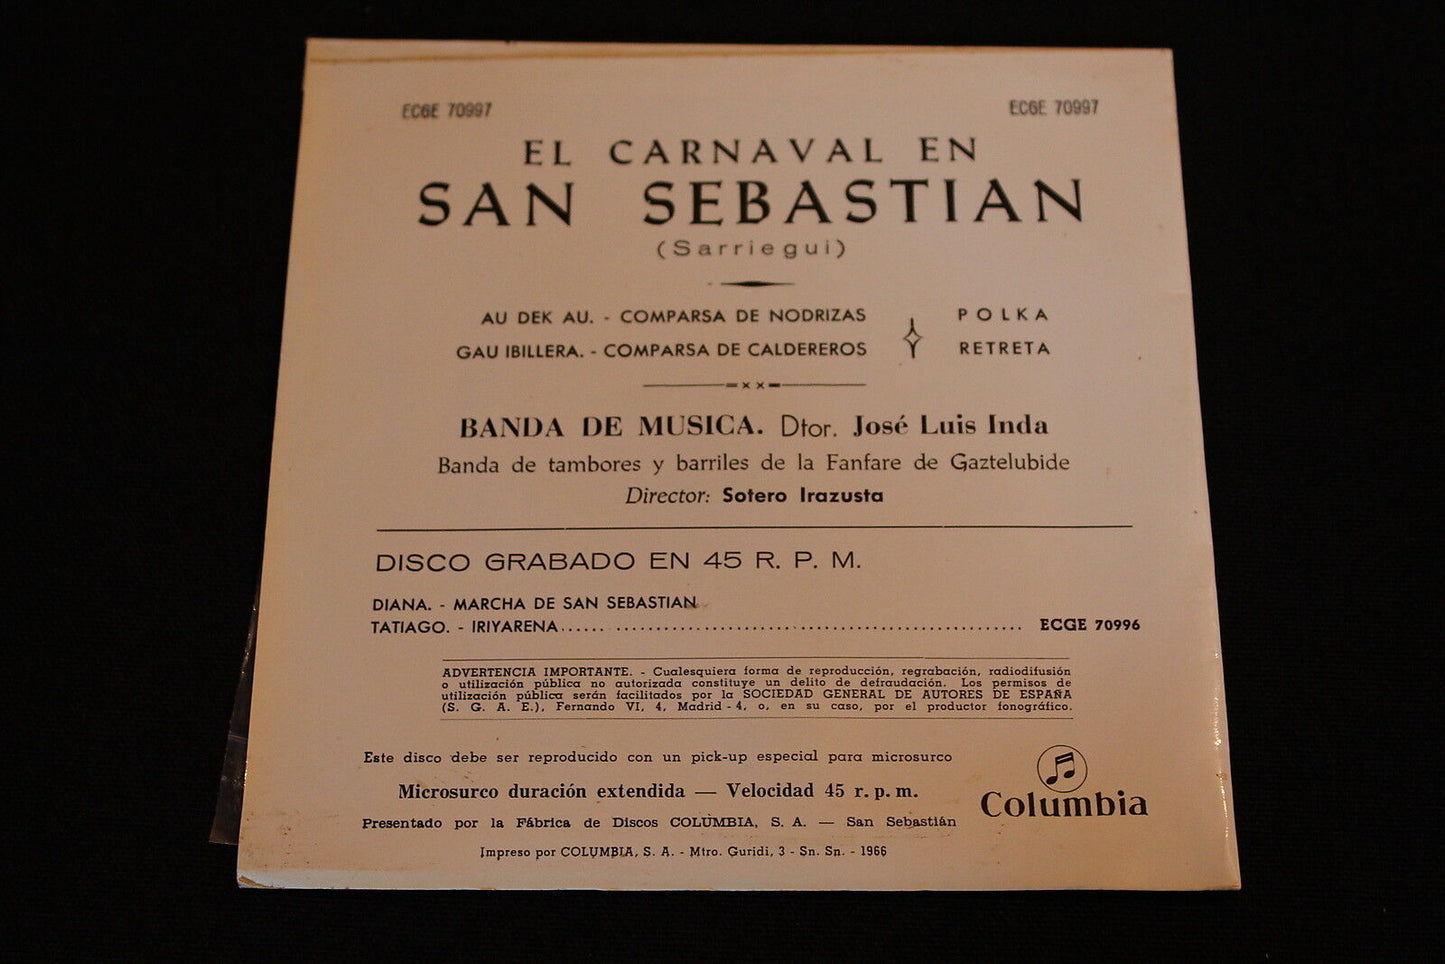 ECGE 70997 ECGE 70997
EL CARNAVAL EN
SAN SEBASTIAN
(Sarriegui)
AU DEK AU. - COMPARSA DE NODRIZAS POLKA
GAU IBILLERA. - COMPARSA DE CALDEREROS RETRETA
BANDA DE MUSICA. Dtor. José Luis Inda
Banda de tambores y barriles de la Fanfare de Gaztelubide
Director: Sotero Irazusta
DISCO GRABADO EN 45 R. P. M.
DIANA. - MARCHA DE SAN SEBASTIAN
TATIAGO. - IRIYARENA.......................................................... ECGE 70996
ADVERTENCIA IMPORTANTE. - Cualesquiera forma de reproducción, regrabación, radiodifusión
o utilización pública no autorizada constituye un delito de defraudación. Los permisos de
utilización pública serán facilitados por la SOCIEDAD GENERAL DE AUTORES DE ESPAÑA
(S. G. A. E.), Fernando VI, 4, Madrid - 4, o, en su caso, por el productor fonográfico.
Este disco debe ser reproducido con un pick-up especial para microsurco
Microsurco duración extendida — Velocidad 45 r. p. m.
Presentado por la Fábrica de Discos COLUMBIA, S. A. — San Sebastián
Impreso por COLUMBIA, S. A. - Mtro. Guridi, 3 - Sn. Sn. - 1966
Columbia